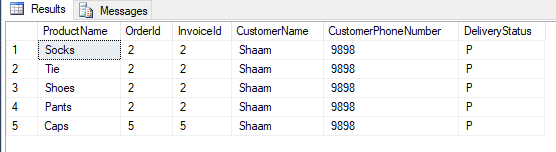 Results Messages
ProductName OrderId InvoiceId CustomerName CustomerPhoneNumber DeliveryStatus
1 Socks 2 2 Shaam 9898 P
2 Tie 2 2 Shaam 9898 P
3 Shoes 2 2 Shaam 9898 P
4 Pants 2 2 Shaam 9898 P
5 Caps 5 5 Shaam 9898 P